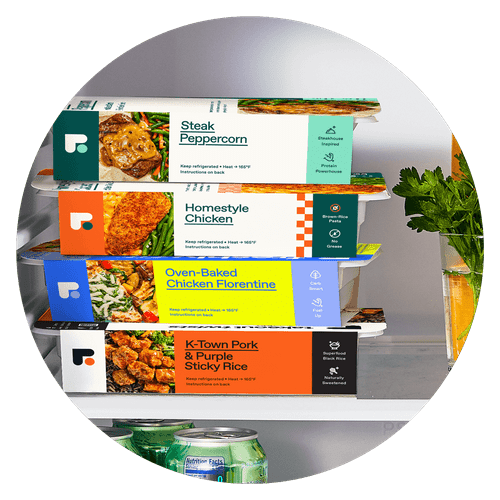 Steak
Peppercorn
Keep refrigerated • Heat → 165°F
Instructions on back
Steakhouse
Inspired
Protein
Powerhouse
Homestyle
Chicken
Keep refrigerated • Heat → 165°F
Instructions on back
Brown-Rice
Pasta
No
Grease
Oven-Baked
Chicken Florentine
Keep refrigerated • Heat → 165°F
Instructions on back
Carb
Smart
Fuel
Up
K-Town Pork
& Purple
Sticky Rice
Keep refrigerated • Heat → 165°F
Instructions on back
Superfood
Black Rice
Naturally
Sweetened
Nutrition Facts